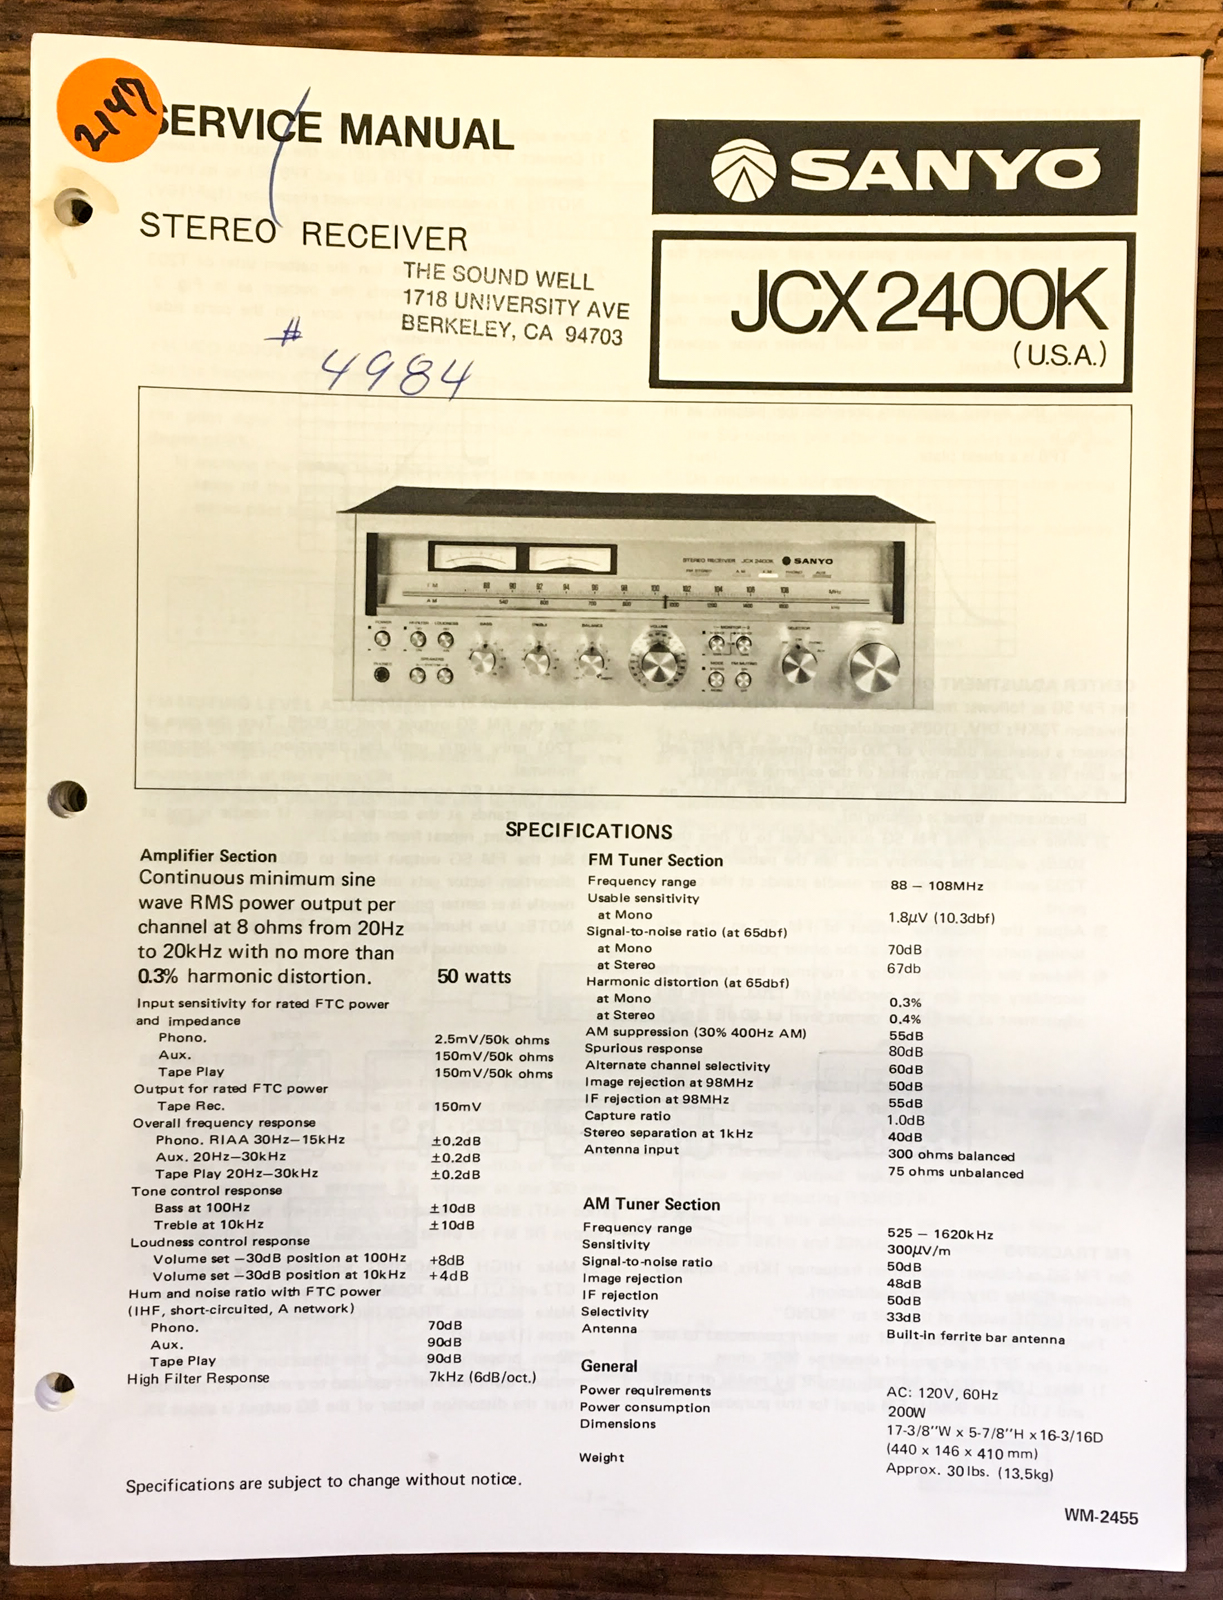 2147
SERVICE MANUAL
SANYO
STEREO RECEIVER
JCX2400K
(U.S.A.)
THE SOUND WELL
1718 UNIVERSITY AVE
BERKELEY, CA 94703
# 4984
STEREO RECEIVER JCX 2400K SANYO
FM 88 90 92 94 96 98 100 102 104 106 108 MHz
AM
SPECIFICATIONS
Amplifier Section
Continuous minimum sine
wave RMS power output per
channel at 8 ohms from 20Hz
to 20kHz with no more than
0.3% harmonic distortion. 50 watts
Input sensitivity for rated FTC power
and impedance
Phono. 2.5mV/50k ohms
Aux. 150mV/50k ohms
Tape Play 150mV/50k ohms
Output for rated FTC power
Tape Rec. 150mV
Overall frequency response
Phono. RIAA 30Hz–15kHz ±0.2dB
Aux. 20Hz–30kHz ±0.2dB
Tape Play 20Hz–30kHz ±0.2dB
Tone control response
Bass at 100Hz ±10dB
Treble at 10kHz ±10dB
Loudness control response
Volume set –30dB position at 100Hz +8dB
Volume set –30dB position at 10kHz +4dB
Hum and noise ratio with FTC power
(IHF, short-circuited, A network)
Phono. 70dB
Aux. 90dB
Tape Play 90dB
High Filter Response 7kHz (6dB/oct.)
FM Tuner Section
Frequency range 88 – 108MHz
Usable sensitivity
at Mono 1.8μV (10.3dbf)
Signal-to-noise ratio (at 65dbf)
at Mono 70dB
at Stereo 67db
Harmonic distortion (at 65dbf)
at Mono 0.3%
at Stereo 0.4%
AM suppression (30% 400Hz AM) 55dB
Spurious response 80dB
Alternate channel selectivity 60dB
Image rejection at 98MHz 50dB
IF rejection at 98MHz 55dB
Capture ratio 1.0dB
Stereo separation at 1kHz 40dB
Antenna input 300 ohms balanced
75 ohms unbalanced
AM Tuner Section
Frequency range 525 – 1620kHz
Sensitivity 300μV/m
Signal-to-noise ratio 50dB
Image rejection 48dB
IF rejection 50dB
Selectivity 33dB
Antenna Built-in ferrite bar antenna
General
Power requirements AC: 120V, 60Hz
Power consumption 200W
Dimensions 17-3/8"W x 5-7/8"H x 16-3/16D
(440 x 146 x 410 mm)
Weight Approx. 30lbs. (13.5kg)
Specifications are subject to change without notice.
WM-2455